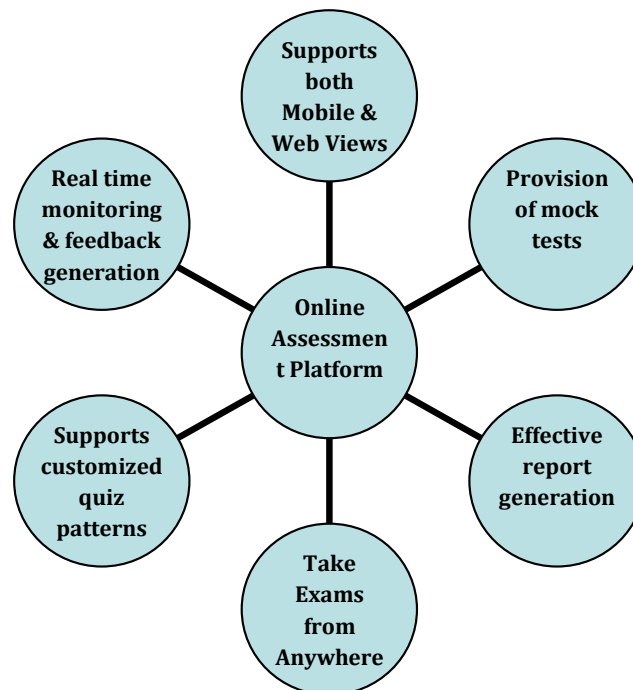 Supports
both
Mobile &
Web Views
Real time
monitoring
& feedback
generation
Provision
of mock
tests
Online
Assessmen
t Platform
Supports
customized
quiz
patterns
Effective
report
generation
Take
Exams
from
Anywhere